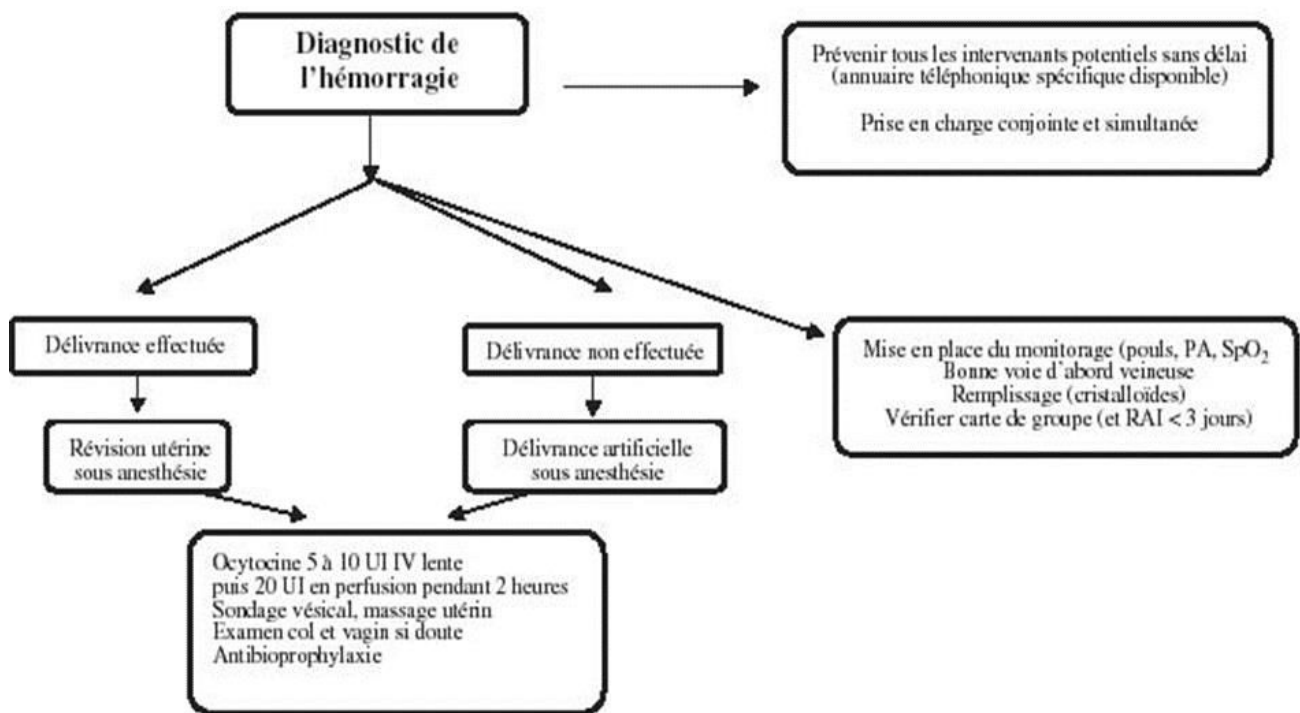 Diagnostic de
l'hémorragie
Prévenir tous les intervenants potentiels sans délai
(annuaire téléphonique spécifique disponible)
Prise en charge conjointe et simultanée
Délivrance effectuée
Délivrance non effectuée
Mise en place du monitorage (pouls, PA, SpO₂
Bonne voie d'abord veineuse
Remplissage (cristalloïdes)
Vérifier carte de groupe (et RAI < 3 jours)
Révision utérine
sous anesthésie
Délivrance artificielle
sous anesthésie
Ocytocine 5 à 10 UI IV lente
puis 20 UI en perfusion pendant 2 heures
Sondage vésical, massage utérin
Examen col et vagin si doute
Antibioprophylaxie